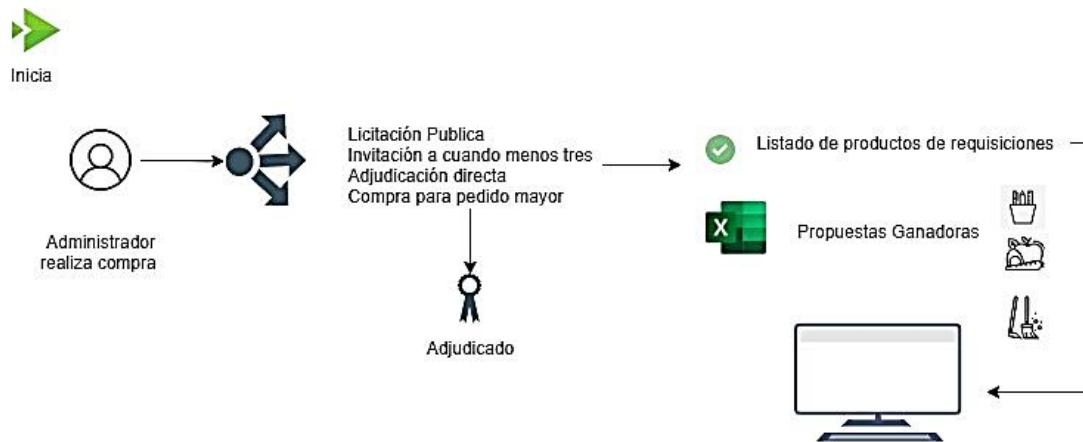 Inicia
Licitación Publica
Invitación a cuando menos tres
Adjudicación directa
Compra para pedido mayor
Listado de productos de requisiciones
Administrador
realiza compra
X
Propuestas Ganadoras
Adjudicado